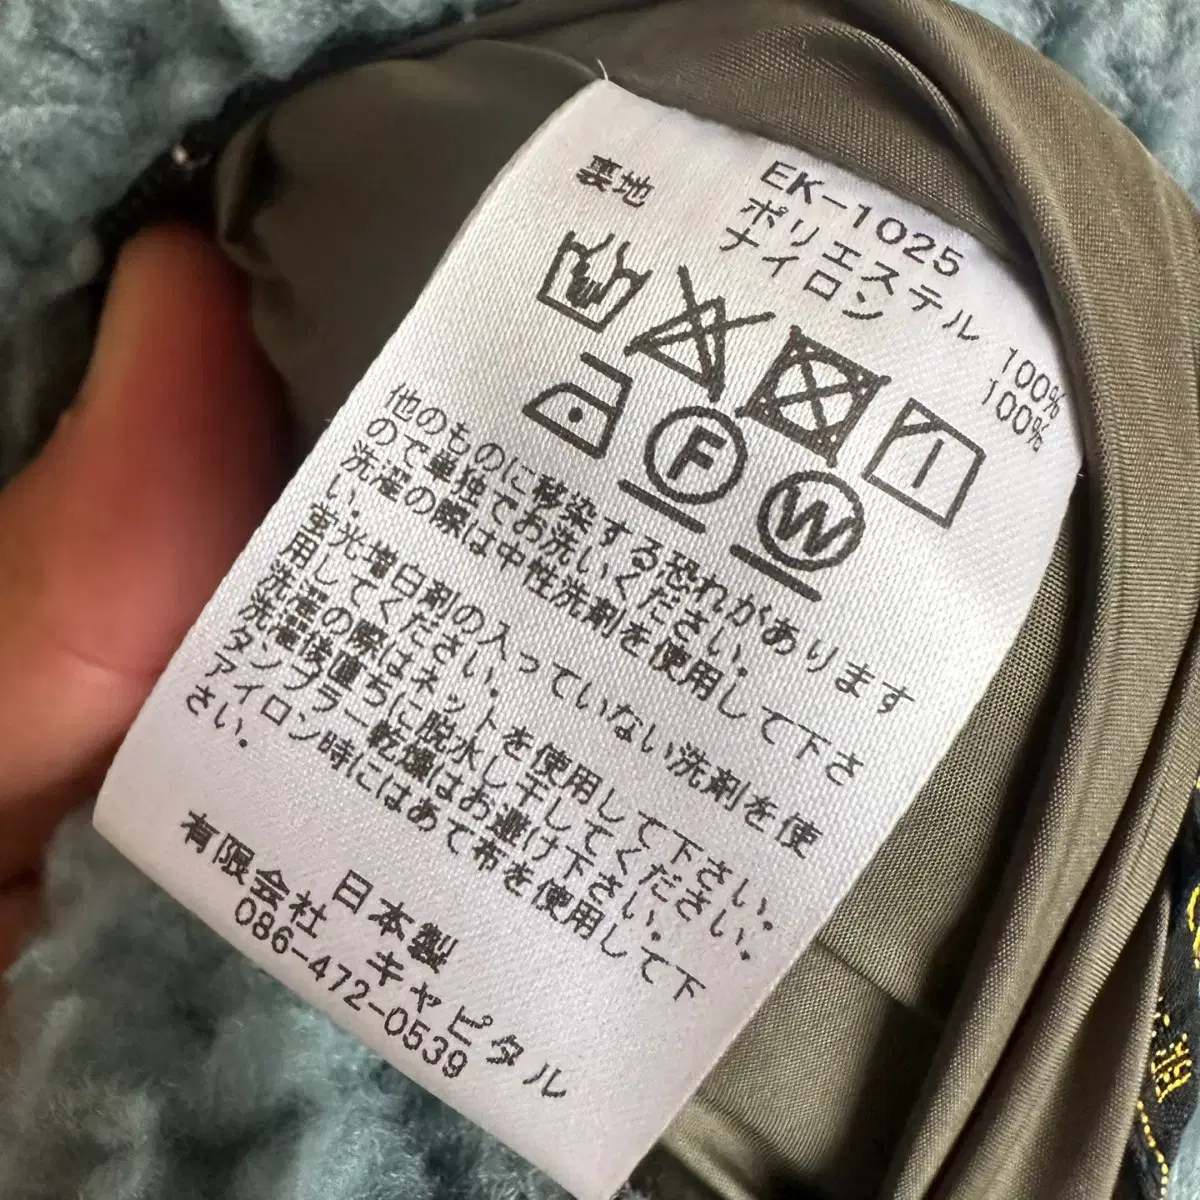 EK-1025
ポリエステル 100%
裏地 ナイロン 100%
F
W
他のものに移染する恐れがあります
ので単独でお洗いください。
洗濯の際は中性洗剤を使用して下さ
い。
蛍光増白剤の入っていない洗剤を使
用してください。
洗濯の際はネットを使用して下さい。
洗濯後直ちに脱水し干してください。
タンブラー乾燥はお避け下さい。
アイロン時にはあて布を使用して下
さい。
日本製
有限会社 キャピタル
086-472-0539